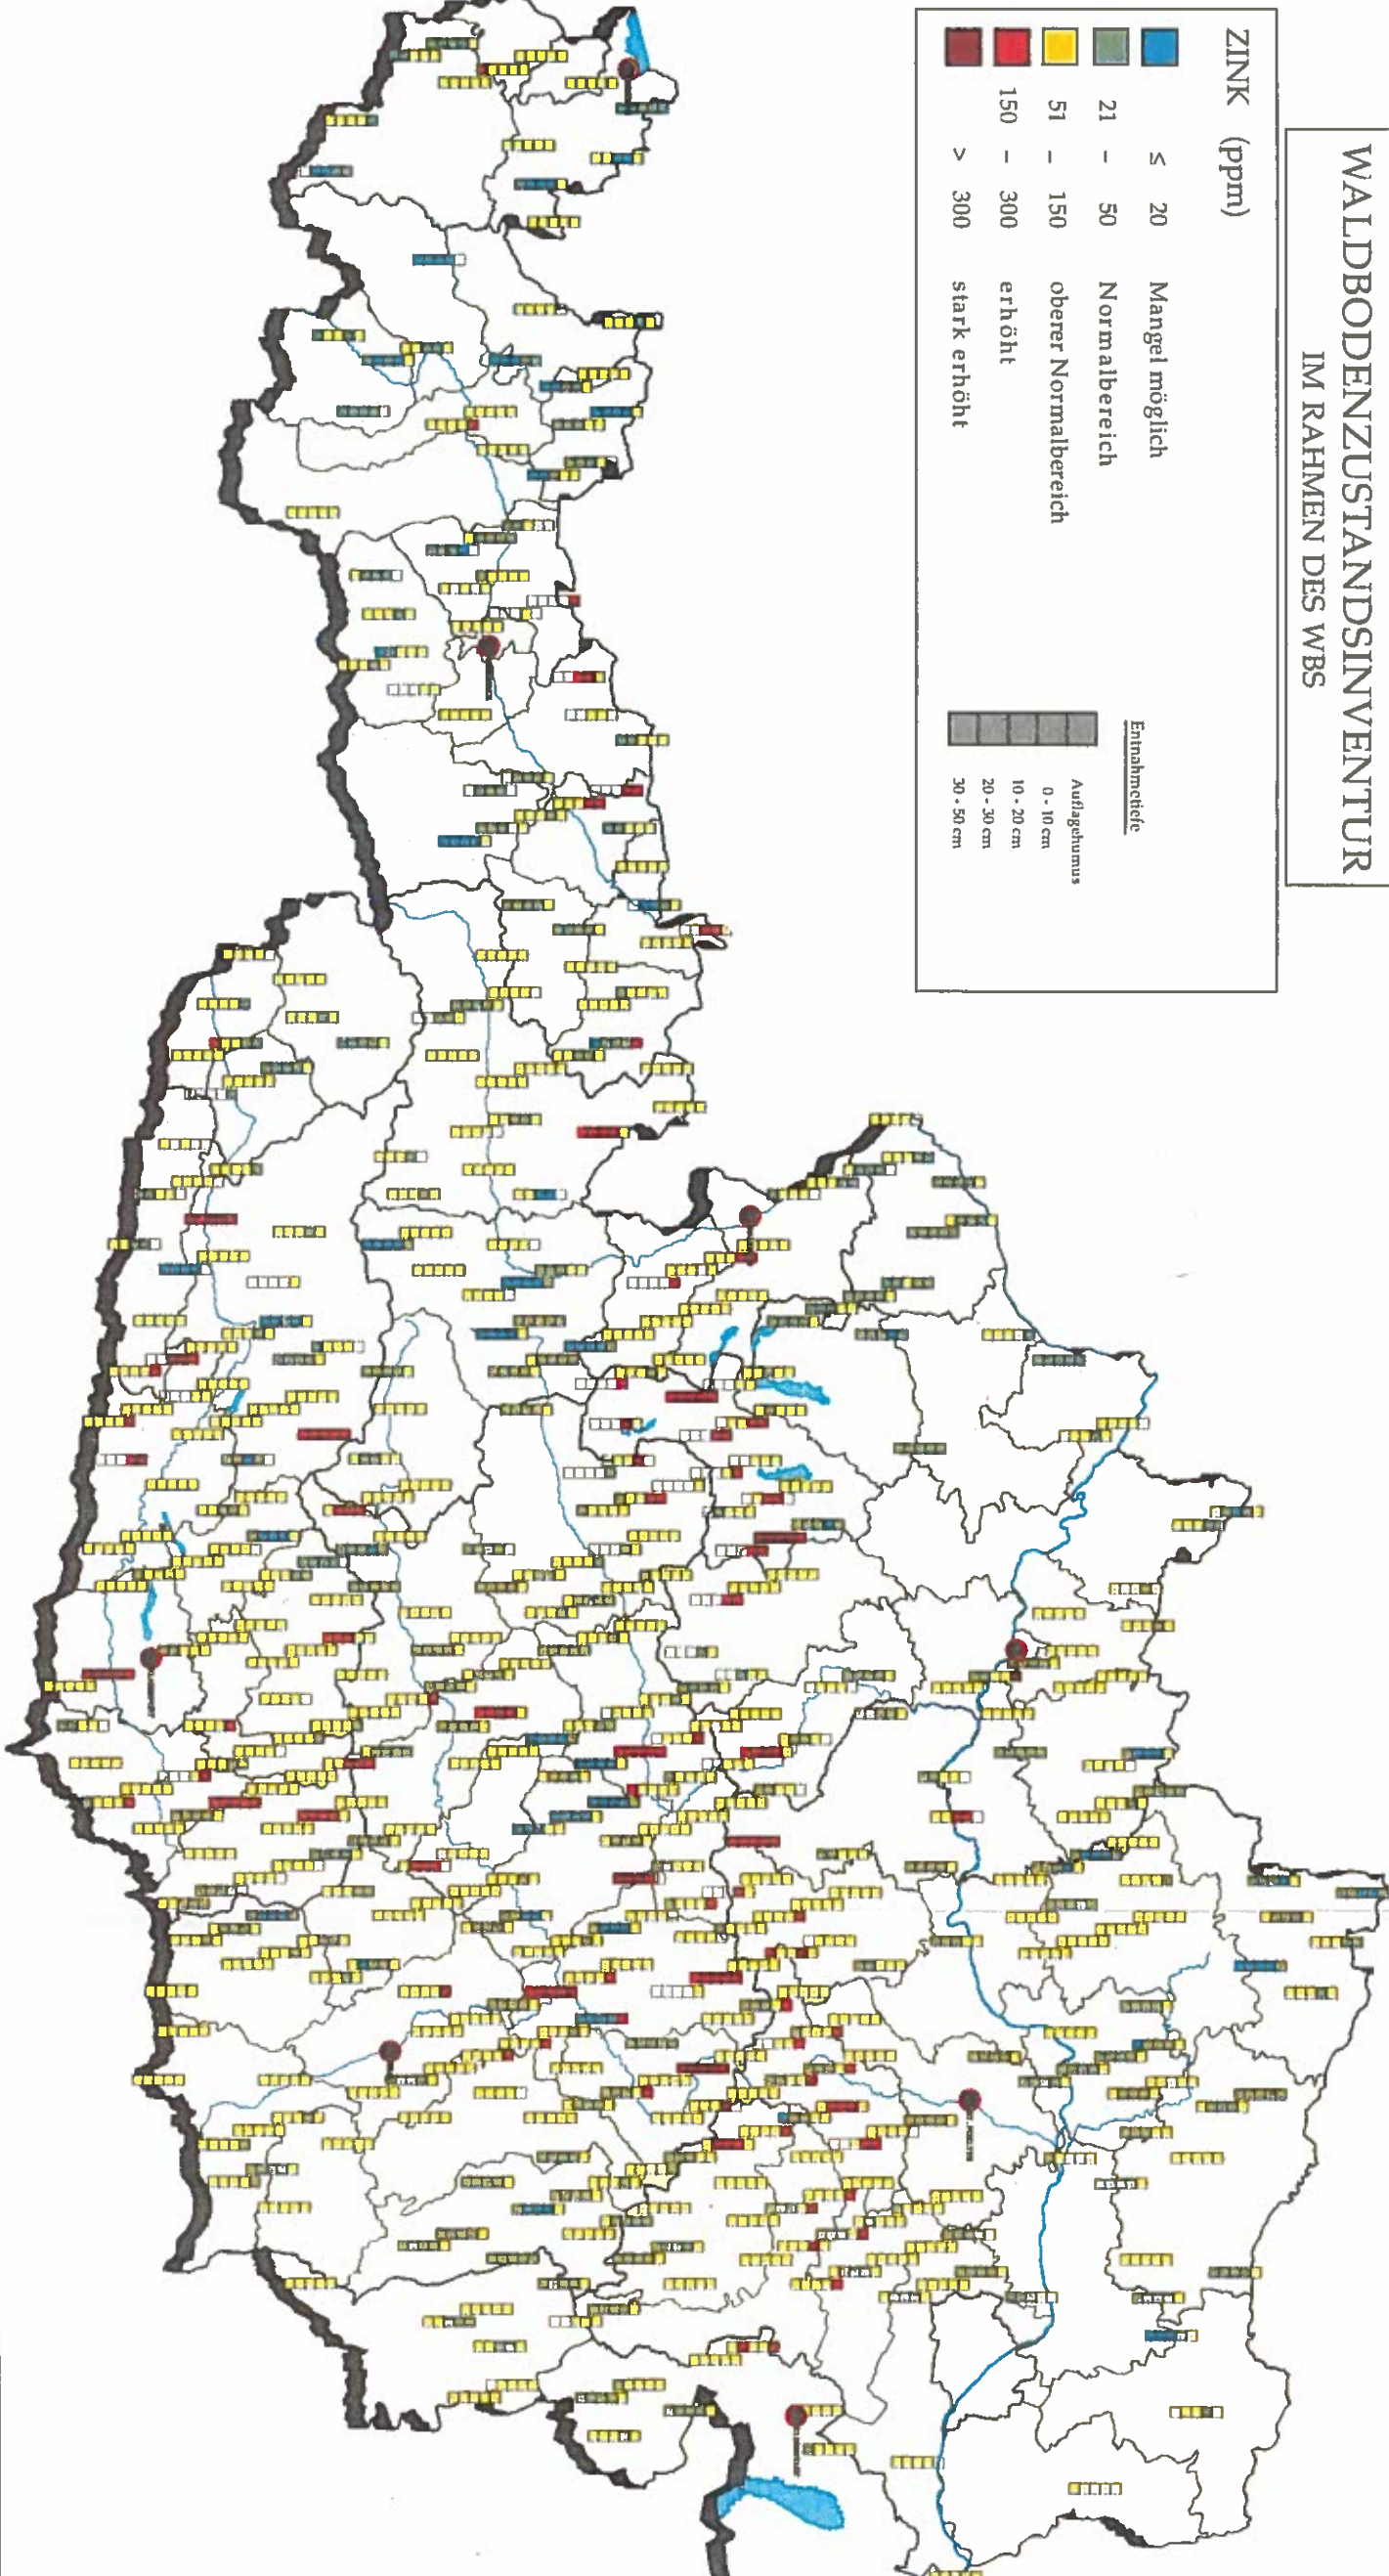 WALDBODENZUSTANDSINVENTUR
IM RAHMEN DES WBS
ZINK (ppm)
≤ 20 Mangel möglich
21 – 50 Normalbereich
51 – 150 oberer Normalbereich
150 – 300 erhöht
> 300 stark erhöht
Entnahmetiefe
Auflagehumus
0 - 10 cm
10 - 20 cm
20 - 30 cm
30 - 50 cm